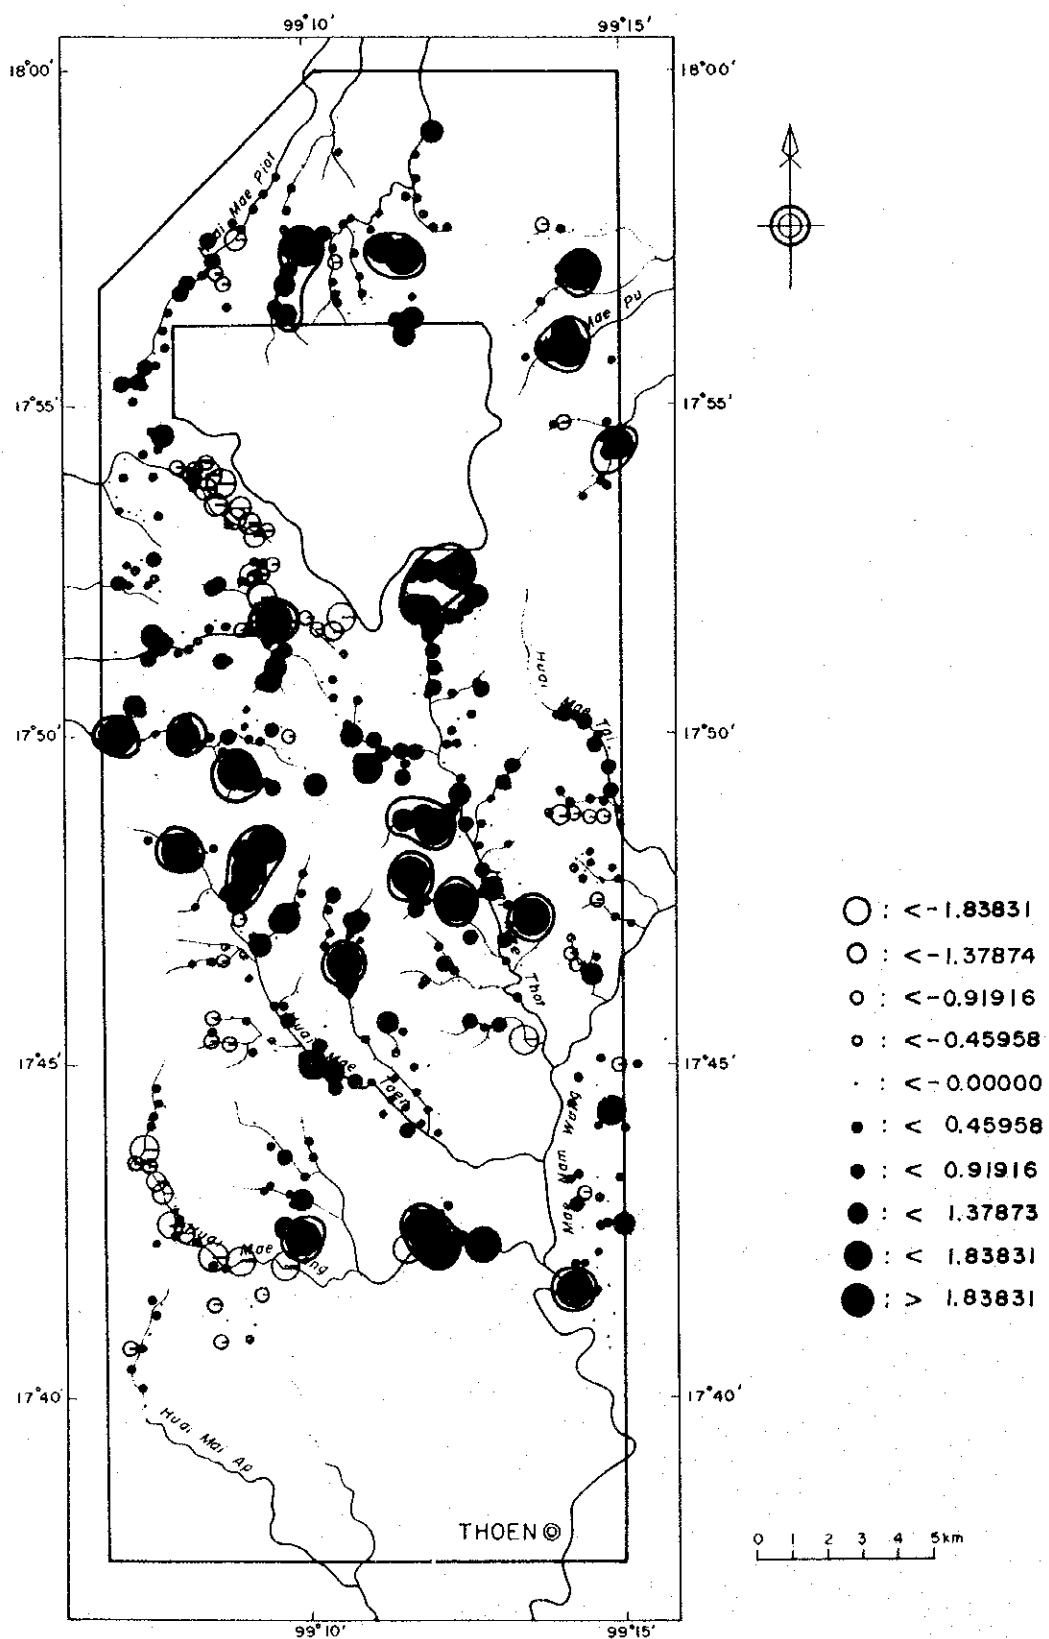 99°10' 99°15'
18°00' 18°00'
Huai Mae Piat
Mae Pu
17°55' 17°55'
Huai Mae Toi
17°50' 17°50'
Mae Thot
Huai Mae Toen
17°45' 17°45'
Mae Nam Wang
Huai Mae
17°40' 17°40'
Huai Mai Ap
THOEN
99°10' 99°15'
: <-1.83831
: <-1.37874
: <-0.91916
: <-0.45958
: <-0.00000
: < 0.45958
: < 0.91916
: < 1.37873
: < 1.83831
: > 1.83831
0 1 2 3 4 5km